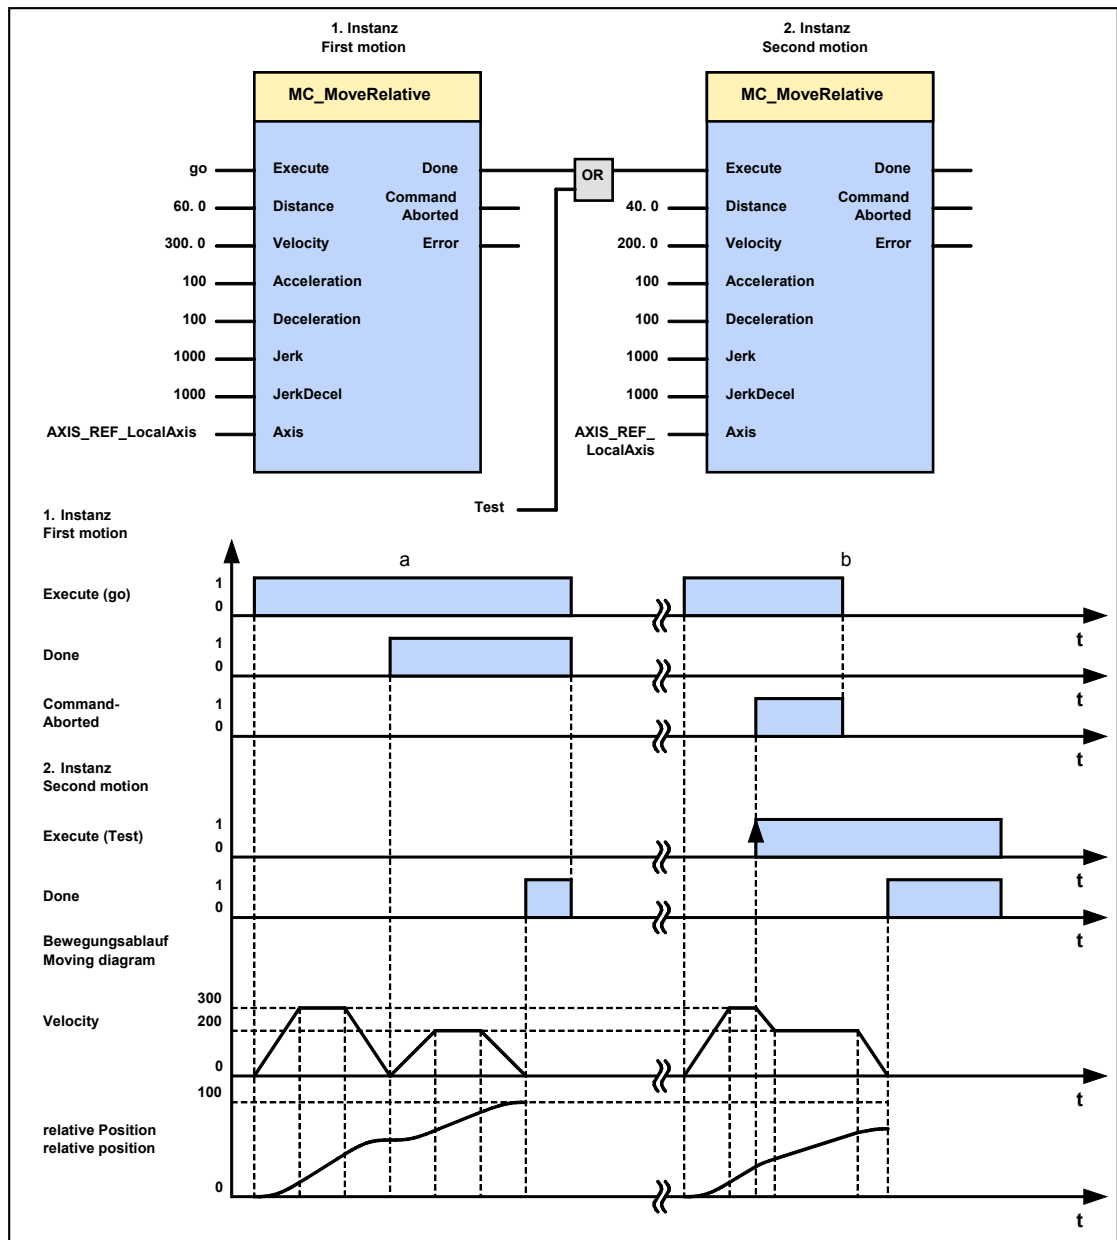 1. Instanz
First motion
2. Instanz
Second motion
MC_MoveRelative
MC_MoveRelative
go
Execute
Done
OR
Execute
Done
60. 0
Distance
Command
Aborted
40. 0
Distance
Command
Aborted
300. 0
Velocity
Error
200. 0
Velocity
Error
100
Acceleration
100
Acceleration
100
Deceleration
100
Deceleration
1000
Jerk
1000
Jerk
1000
JerkDecel
1000
JerkDecel
AXIS_REF_LocalAxis
Axis
AXIS_REF_
LocalAxis
Axis
Test
1. Instanz
First motion
a
b
Execute (go)
1
0
t
Done
1
0
t
Command-
Aborted
1
0
t
2. Instanz
Second motion
Execute (Test)
1
0
t
Done
1
0
t
Bewegungsablauf
Moving diagram
Velocity
300
200
0
t
100
relative Position
relative position
0
t